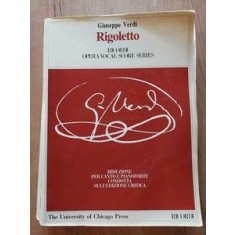 Giuseppe Verdi
Rigoletto
RICORDI
OPERA VOCAL SCORE SERIES
G. Verdi
RIDUZIONE
PER CANTO E PIANOFORTE
CONDOTTA
SULL'EDIZIONE CRITICA
The University of Chicago Press
RICORDI